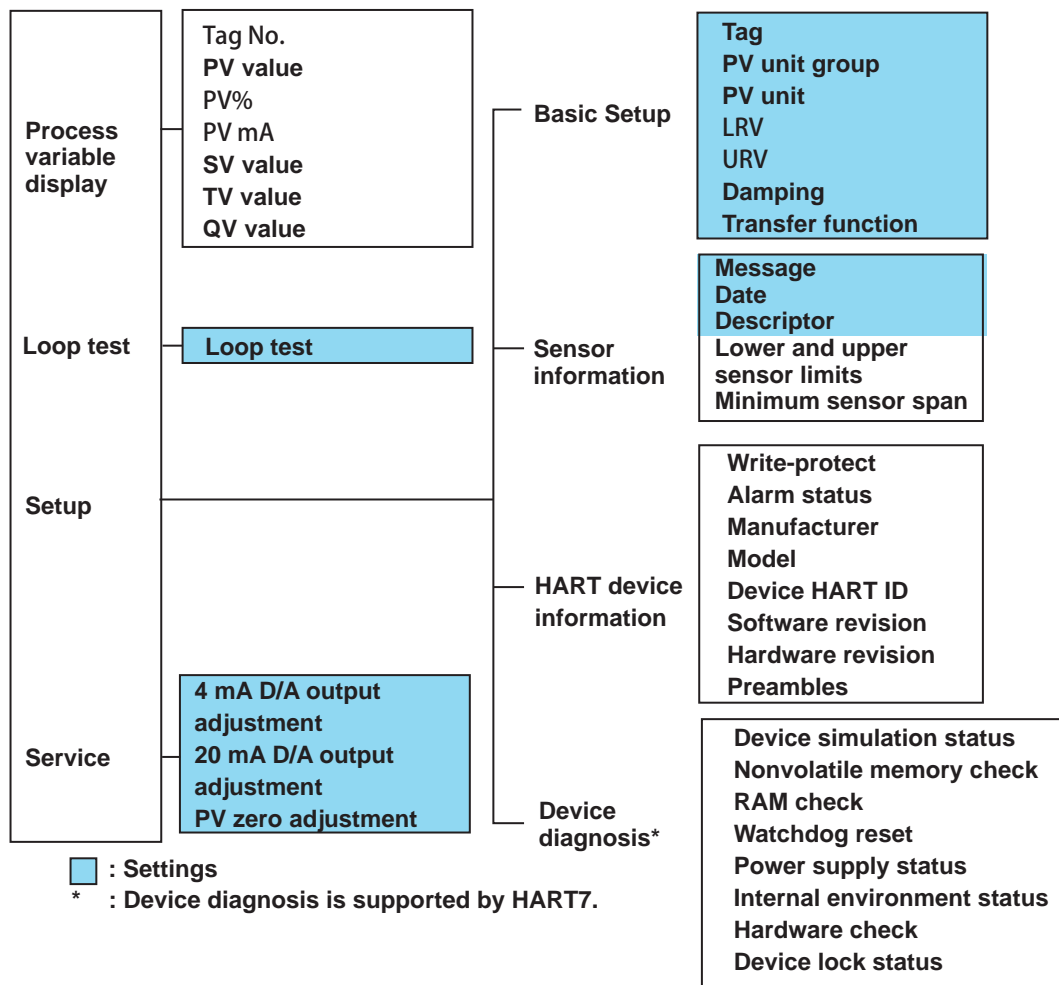 Process
variable
display
Tag No.
PV value
PV%
PV mA
SV value
TV value
QV value
Loop test
Loop test
Setup
Basic Setup
Tag
PV unit group
PV unit
LRV
URV
Damping
Transfer function
Sensor
information
Message
Date
Descriptor
Lower and upper
sensor limits
Minimum sensor span
HART device
information
Write-protect
Alarm status
Manufacturer
Model
Device HART ID
Software revision
Hardware revision
Preambles
Device
diagnosis*
Device simulation status
Nonvolatile memory check
RAM check
Watchdog reset
Power supply status
Internal environment status
Hardware check
Device lock status
Service
4 mA D/A output
adjustment
20 mA D/A output
adjustment
PV zero adjustment
: Settings
* : Device diagnosis is supported by HART7.